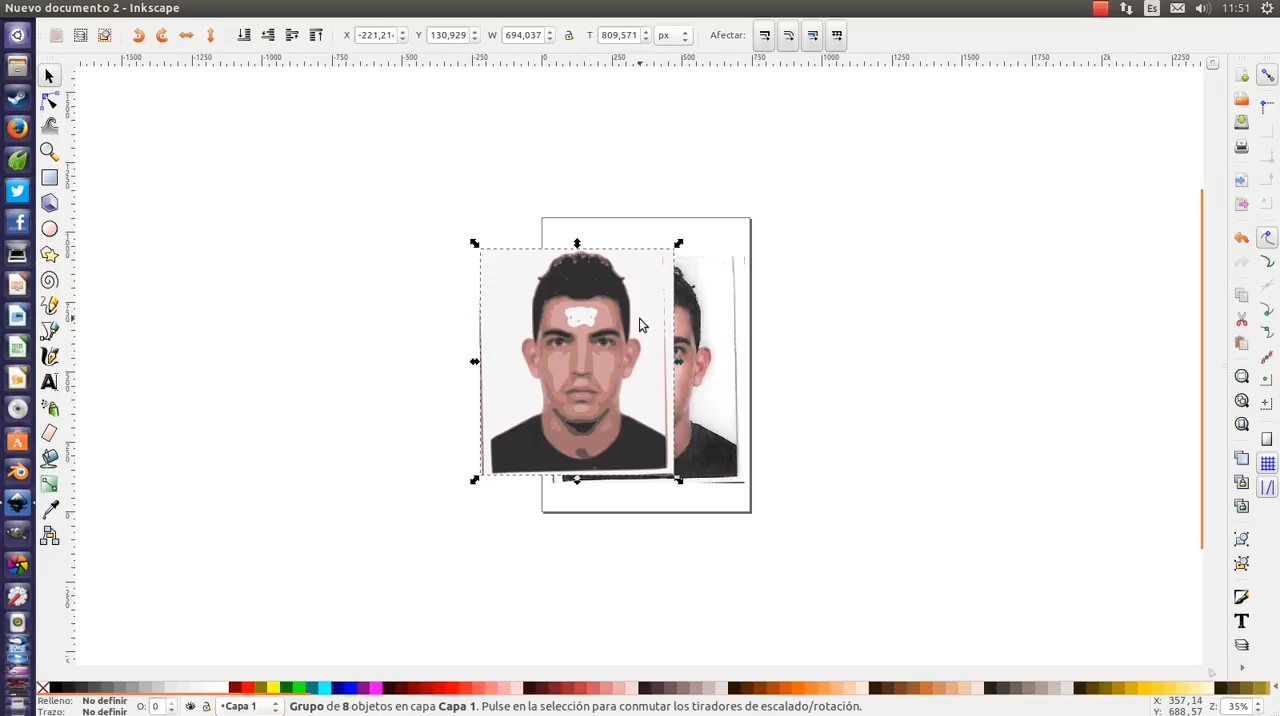 Nuevo documento 2 - Inkscape
Es
11:51
X -221,21
Y 130,929
W 694,037
T 809,571
px
Afectar:
-1500
-1250
-1000
-750
-500
-250
0
250
500
750
1000
1250
1500
1750
2k
2250
Relleno: No definir
Trazo: No definir
O: 0
•Capa 1
Grupo de 8 objetos en capa Capa 1. Pulse en la selección para conmutar los tiradores de escalado/rotación.
X: 357,14
Y: 688,57
Z: 35%